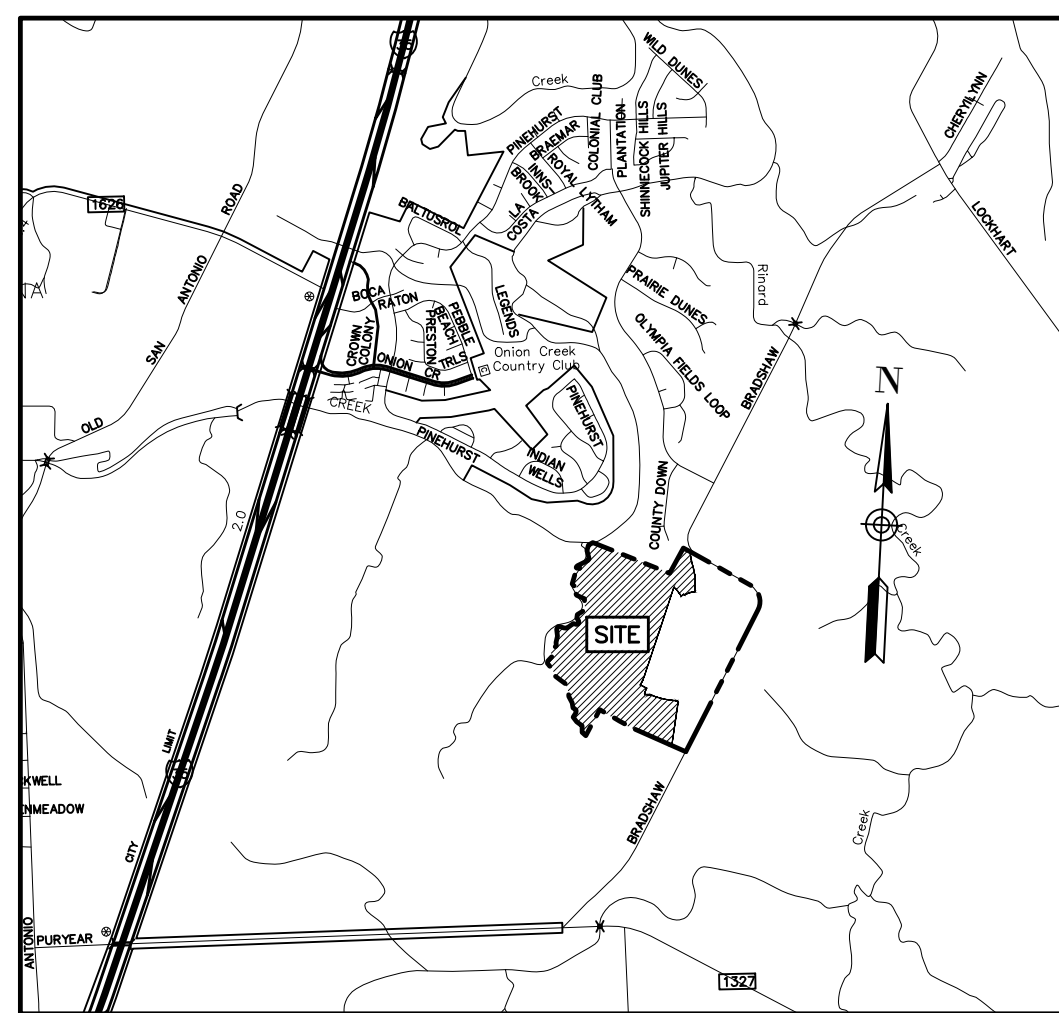 WILD DUNES
Creek
COLONIAL CLUB
PINEHURST
BRAEMAR
PLANTATION
SHINNECOCK HILLS
JUPITER HILLS
CHERYILYNN
INNS
BROOK
ROYAL LYTHAM
LA
COSTA
1626
ROAD
BALTUSROL
LOCKHART
ANTONIO
SAN
OLD
Rinard
PRAIRIE DUNES
BOCA
RATON
LEGENDS
PEBBLE
BEACH
PRESTON
TRLS
CROWN
COLONY
ONION
CR
Onion Creek
Country Club
OLYMPIA FIELDS LOOP
BRADSHAW
N
CREEK
PINEHURST
PINEHURST
INDIAN
WELLS
COUNTY DOWN
2.0
Creek
SITE
LIMIT
CITY
KWELL
ENMEADOW
BRADSHAW
Creek
ANTONIO
PURYEAR
1327